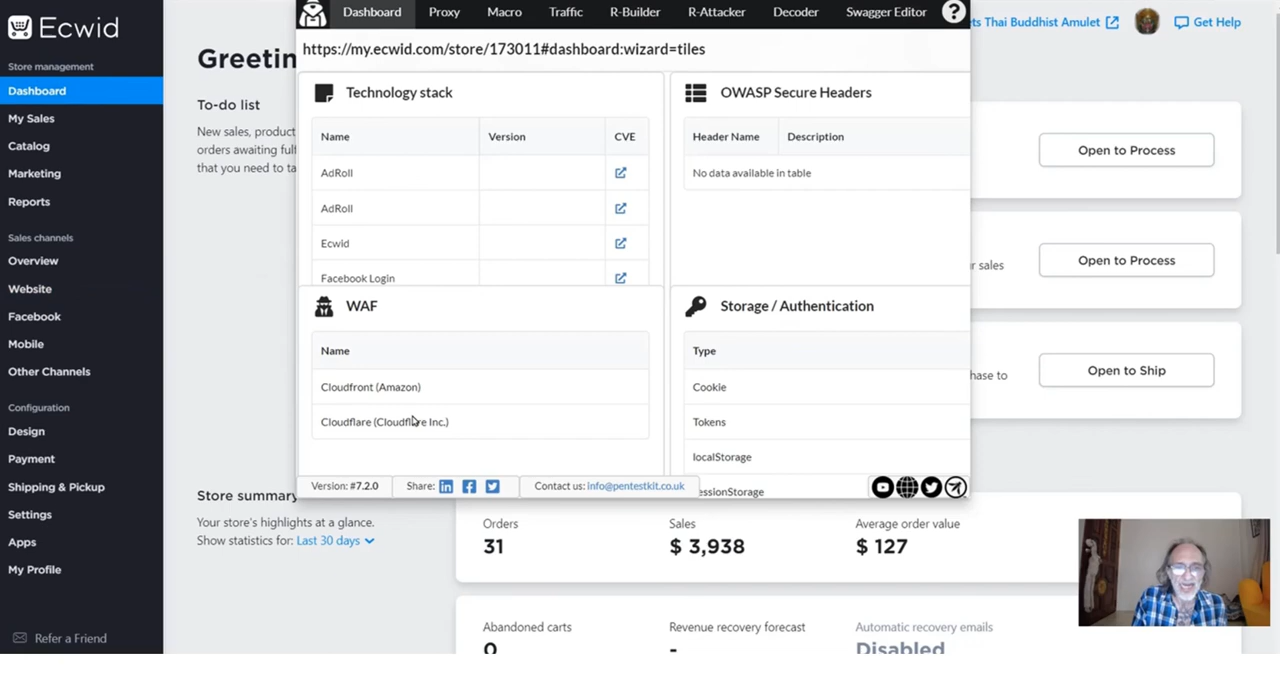 Ecwid
Store management
Dashboard
My Sales
Catalog
Marketing
Reports
Sales channels
Overview
Website
Facebook
Mobile
Other Channels
Configuration
Design
Payment
Shipping & Pickup
Settings
Apps
My Profile
Refer a Friend
Greetin
To-do list
New sales, product
orders awaiting
that you need to
Dashboard Proxy Macro Traffic R-Builder R-Attacker Decoder Swagger Editor ?
https://my.ecwid.com/store/173011#dashboard:wizard=tiles
Technology stack
Name Version CVE
AdRoll
AdRoll
Ecwid
Facebook Login
OWASP Secure Headers
Header Name Description
No data available in table
WAF
Name
Cloudfront (Amazon)
Cloudflare (Cloudflare Inc.)
Storage / Authentication
Type
Cookie
Tokens
localStorage
essionStorage
Version: #7.2.0 Share: Contact us: info@pentestkit.co.uk
ets Thai Buddhist Amulet Get Help
Open to Process
r sales
Open to Process
hase to
Open to Ship
Store summary
Your store's highlights at a glance.
Show statistics for: Last 30 days
Orders Sales Average order value
31 $ 3,938 $ 127
Abandoned carts Revenue recovery forecast Automatic recovery emails
0 - Disabled